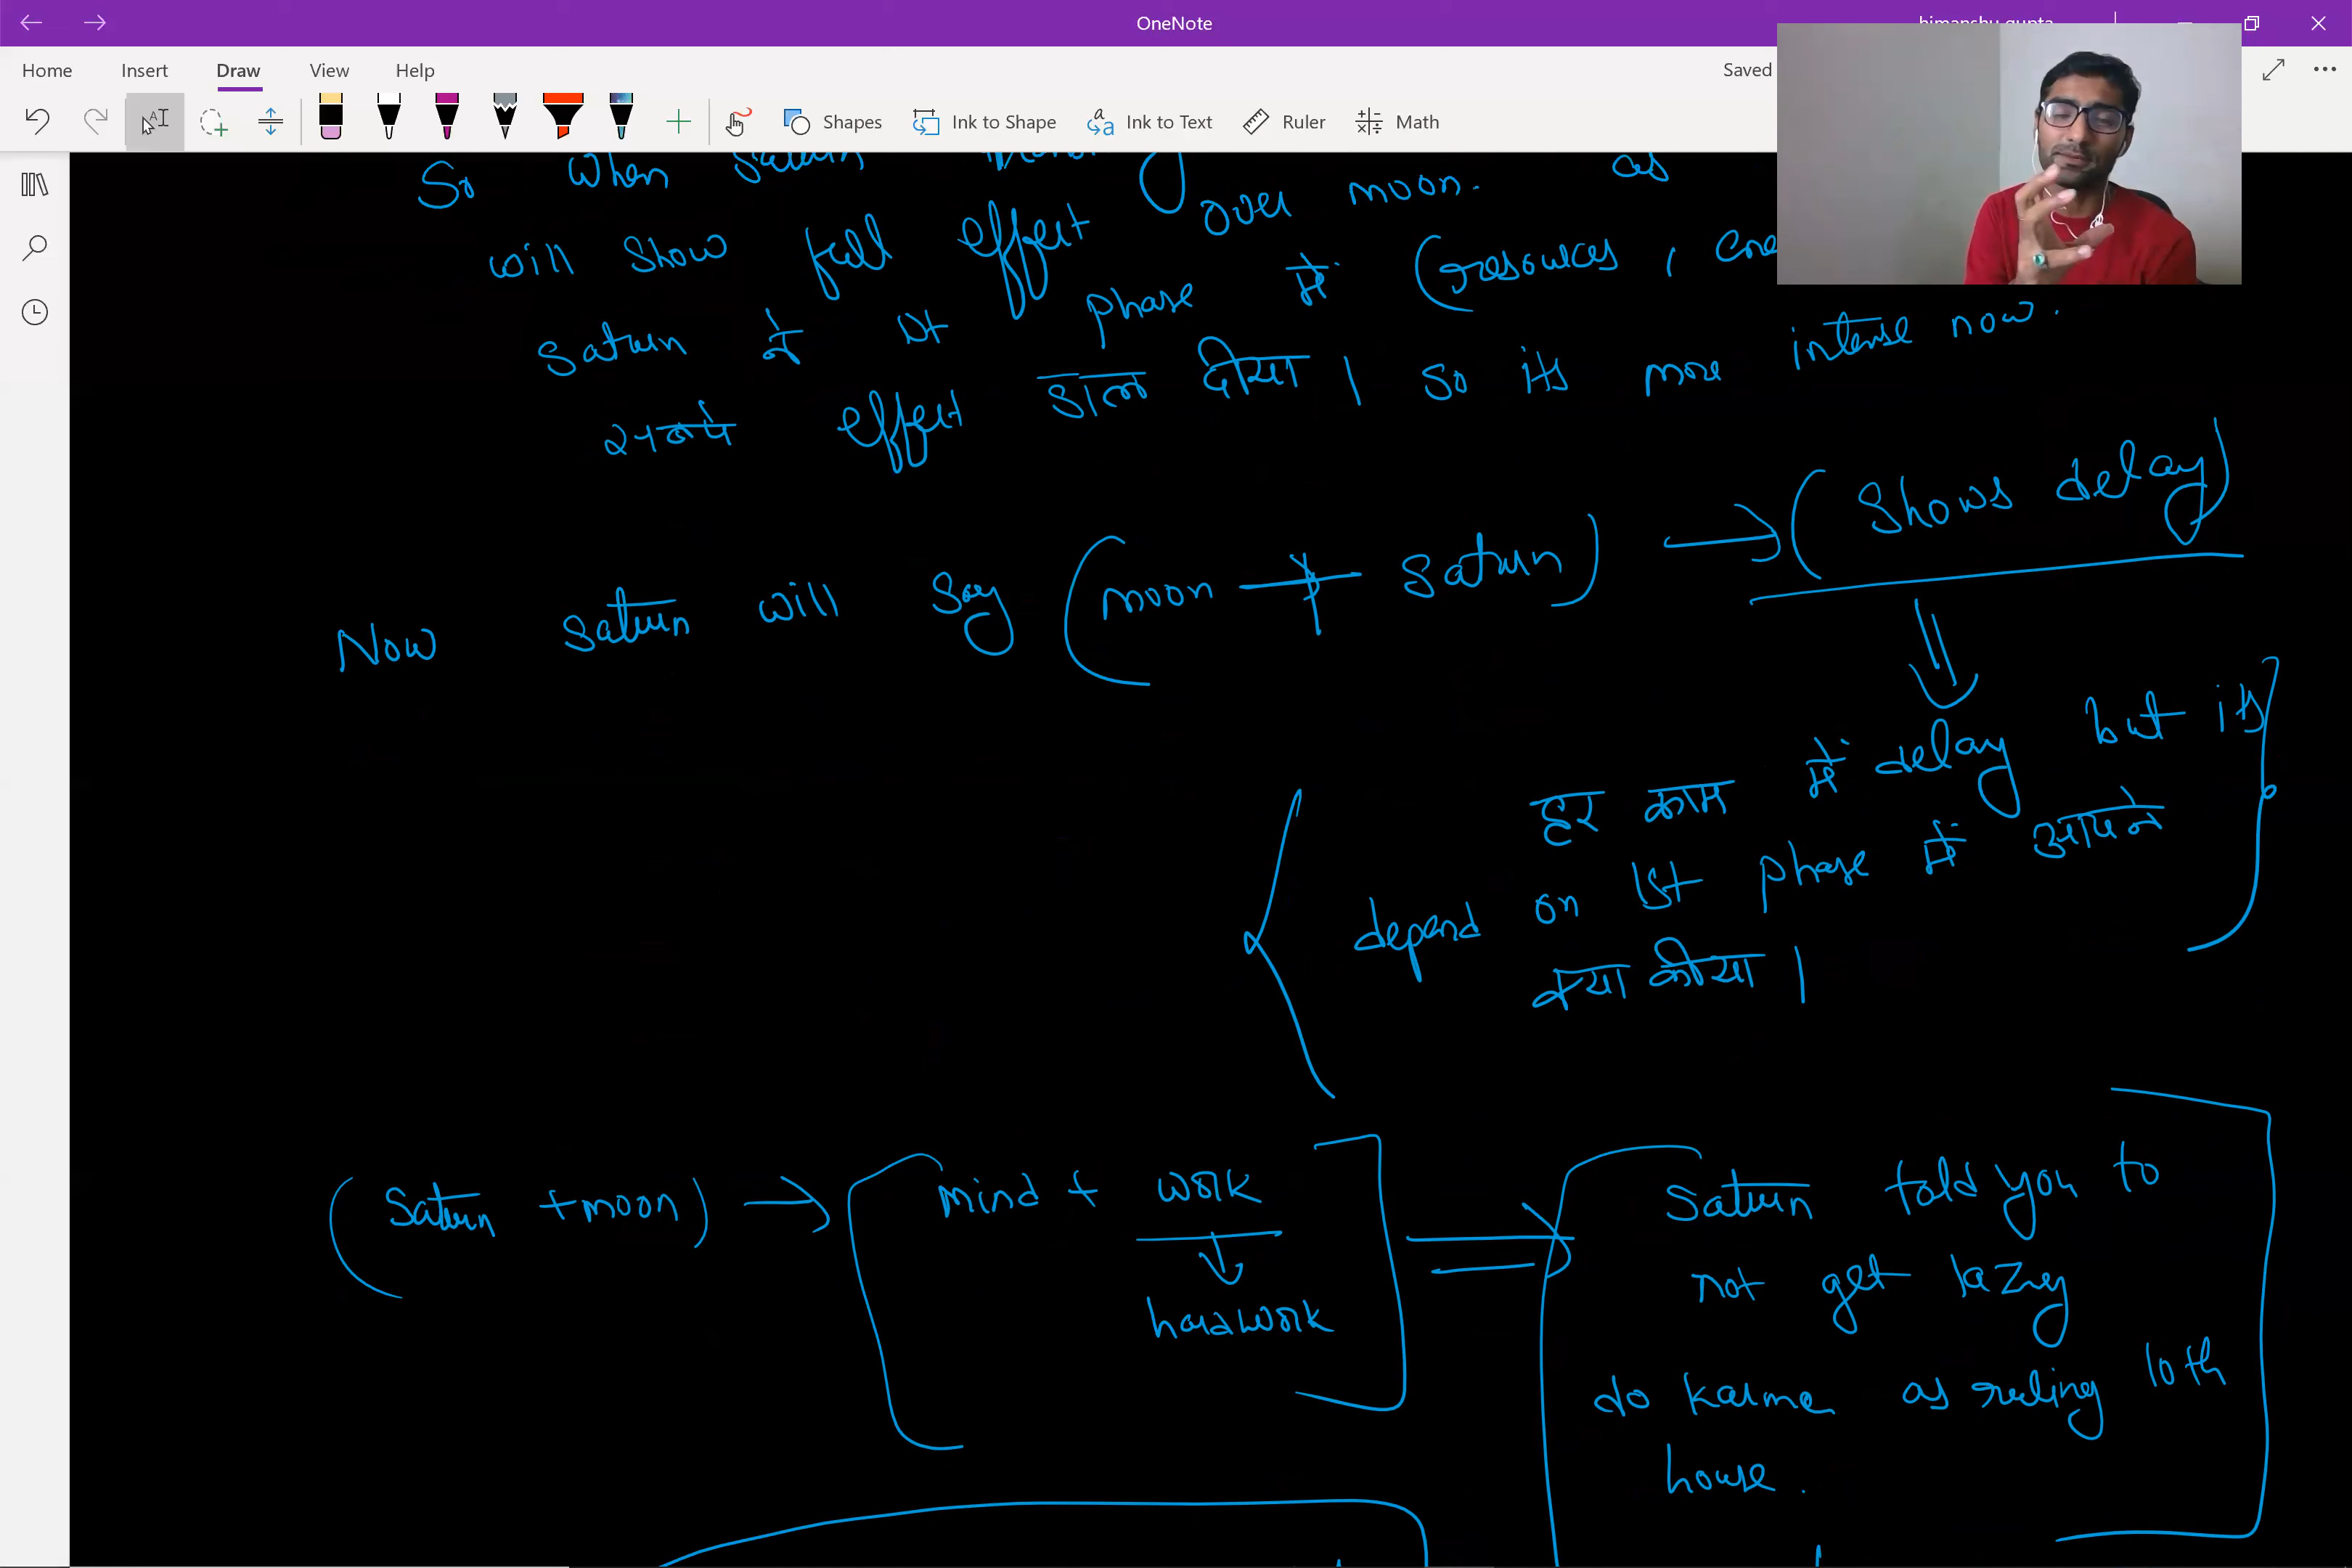 OneNote
himanshu gupta
Home Insert Draw View Help
Saved
Shapes Ink to Shape Ink to Text Ruler Math
So when saturn over moon. as
will show full effect
saturn ने 1st phase में (resources,
effect डाल दीया । so its more intense now.
Now saturn will say (moon + saturn) → (shows delay)
हर काम में delay but its
depend on 1st phase में आपने
क्या कीया ।
(Saturn + moon) → mind + work
hardwork
Saturn told you to
not get lazy
do karma as ruling 10th
house.